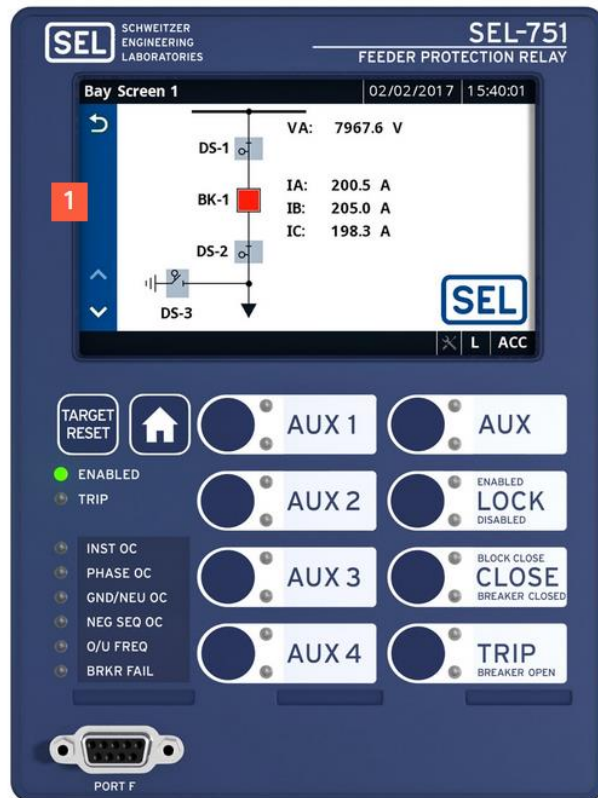 SEL SCHWEITZER
ENGINEERING
LABORATORIES
SEL-751
FEEDER PROTECTION RELAY
Bay Screen 1 02/02/2017 15:40:01
VA: 7967.6 V
DS-1
1
BK-1
IA: 200.5 A
IB: 205.0 A
IC: 198.3 A
DS-2
DS-3
SEL
L ACC
TARGET
RESET
AUX 1
AUX
ENABLED
TRIP
AUX 2
ENABLED
LOCK
DISABLED
INST OC
PHASE OC
GND/NEU OC
NEG SEQ OC
O/U FREQ
BRKR FAIL
AUX 3
BLOCK CLOSE
CLOSE
BREAKER CLOSED
AUX 4
TRIP
BREAKER OPEN
PORT F